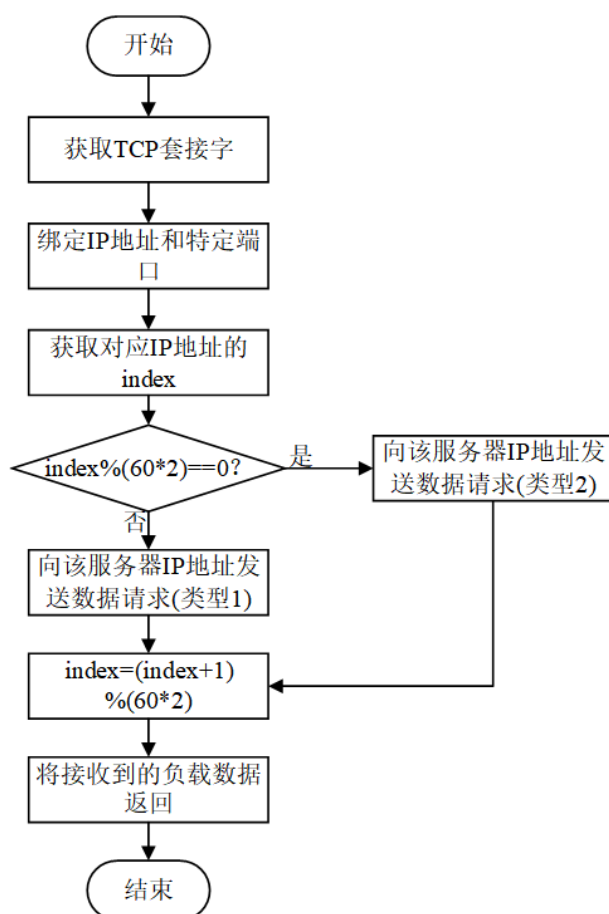 开始
获取TCP套接字
绑定IP地址和特定端
口
获取对应IP地址的
index
index%(60*2)==0?
是
向该服务器IP地址发
送数据请求(类型2)
否
向该服务器IP地址发
送数据请求(类型1)
index=(index+1)
%(60*2)
将接收到的负载数据
返回
结束